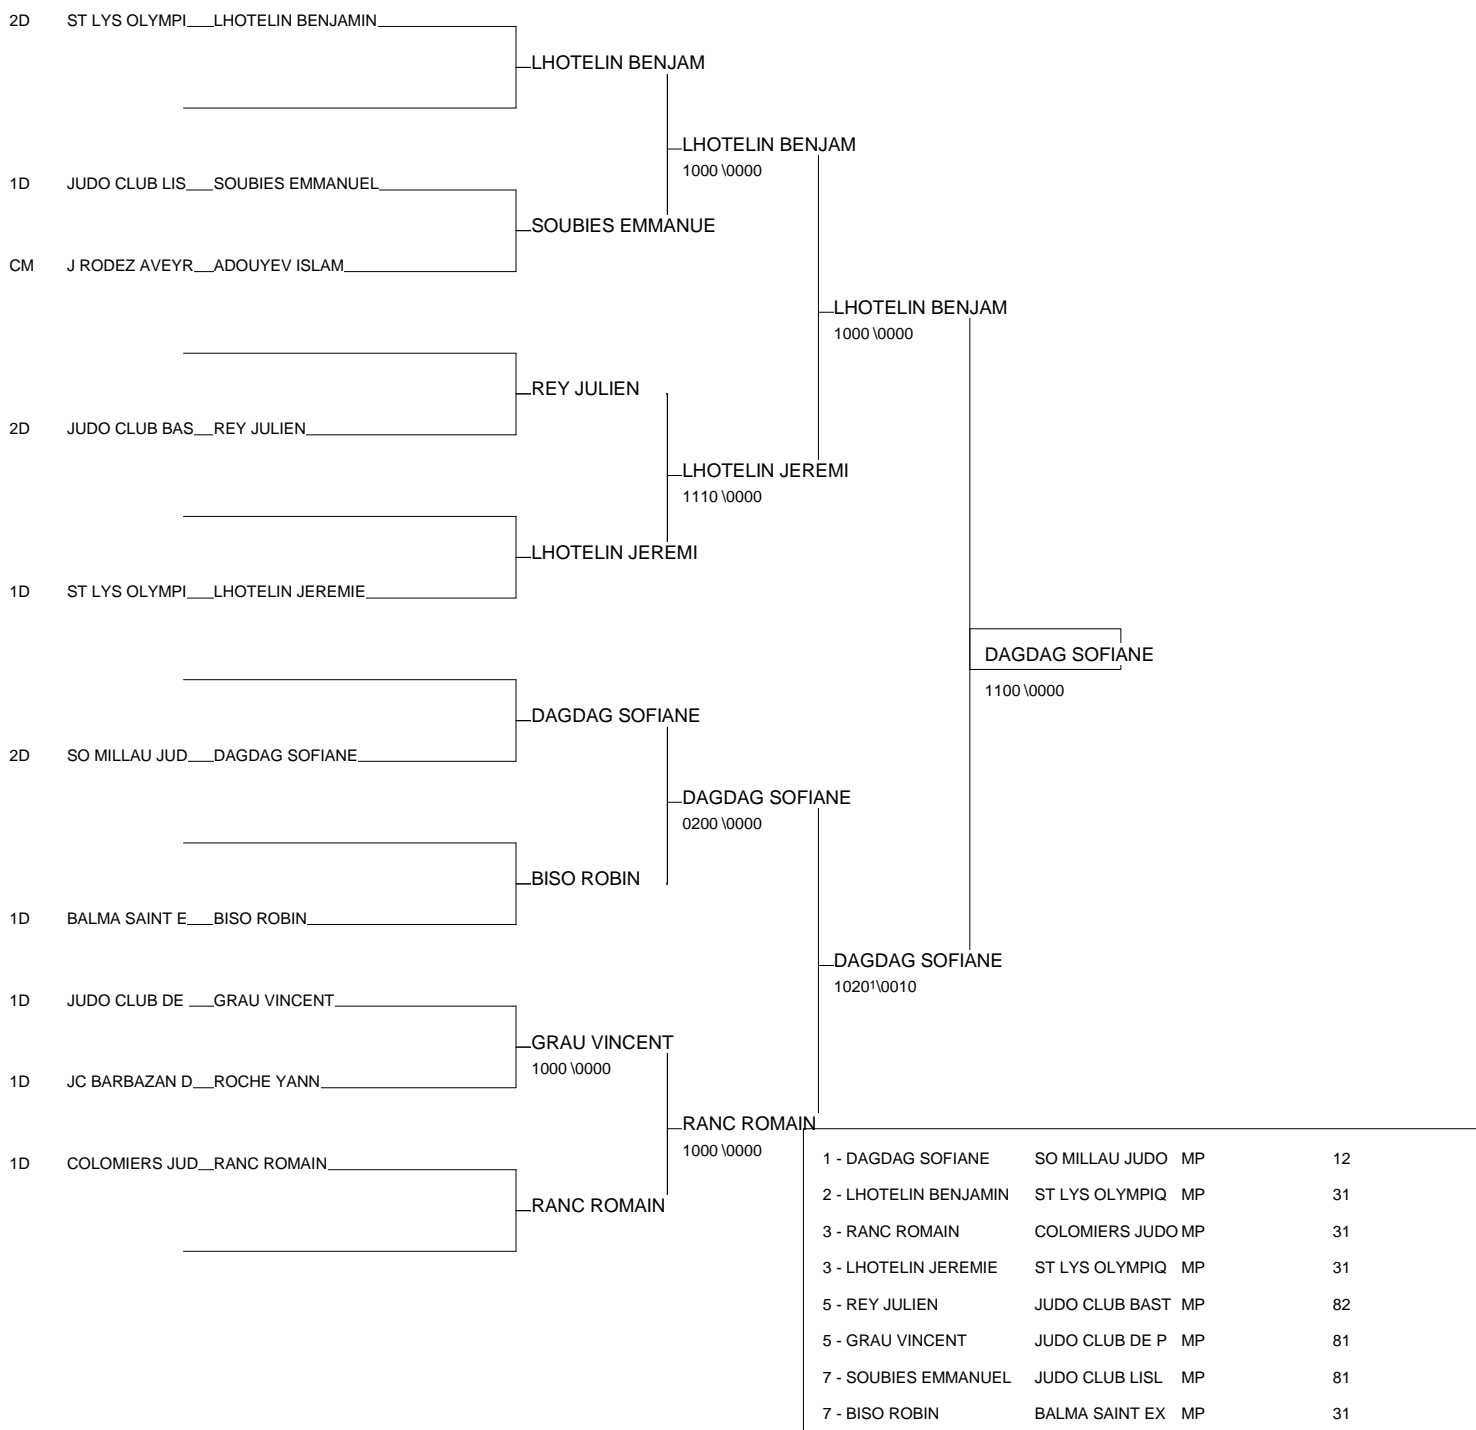 2D ST LYS OLYMPI LHOTELIN BENJAMIN
LHOTELIN BENJAM
LHOTELIN BENJAM
1000 \0000
1D JUDO CLUB LIS SOUBIES EMMANUEL
SOUBIES EMMANUE
CM J RODEZ AVEYR ADOUYEV ISLAM
LHOTELIN BENJAM
1000 \0000
REY JULIEN
2D JUDO CLUB BAS REY JULIEN
LHOTELIN JEREMI
1110 \0000
LHOTELIN JEREMI
1D ST LYS OLYMPI LHOTELIN JEREMIE
DAGDAG SOFIANE
1100 \0000
DAGDAG SOFIANE
2D SO MILLAU JUD DAGDAG SOFIANE
DAGDAG SOFIANE
0200 \0000
BISO ROBIN
1D BALMA SAINT E BISO ROBIN
DAGDAG SOFIANE
1020¹\0010
1D JUDO CLUB DE GRAU VINCENT
GRAU VINCENT
1000 \0000
1D JC BARBAZAN D ROCHE YANN
RANC ROMAIN
1000 \0000
1D COLOMIERS JUD RANC ROMAIN
RANC ROMAIN
1 - DAGDAG SOFIANE SO MILLAU JUDO MP 12
2 - LHOTELIN BENJAMIN ST LYS OLYMPIQ MP 31
3 - RANC ROMAIN COLOMIERS JUDO MP 31
3 - LHOTELIN JEREMIE ST LYS OLYMPIQ MP 31
5 - REY JULIEN JUDO CLUB BAST MP 82
5 - GRAU VINCENT JUDO CLUB DE P MP 81
7 - SOUBIES EMMANUEL JUDO CLUB LISL MP 81
7 - BISO ROBIN BALMA SAINT EX MP 31